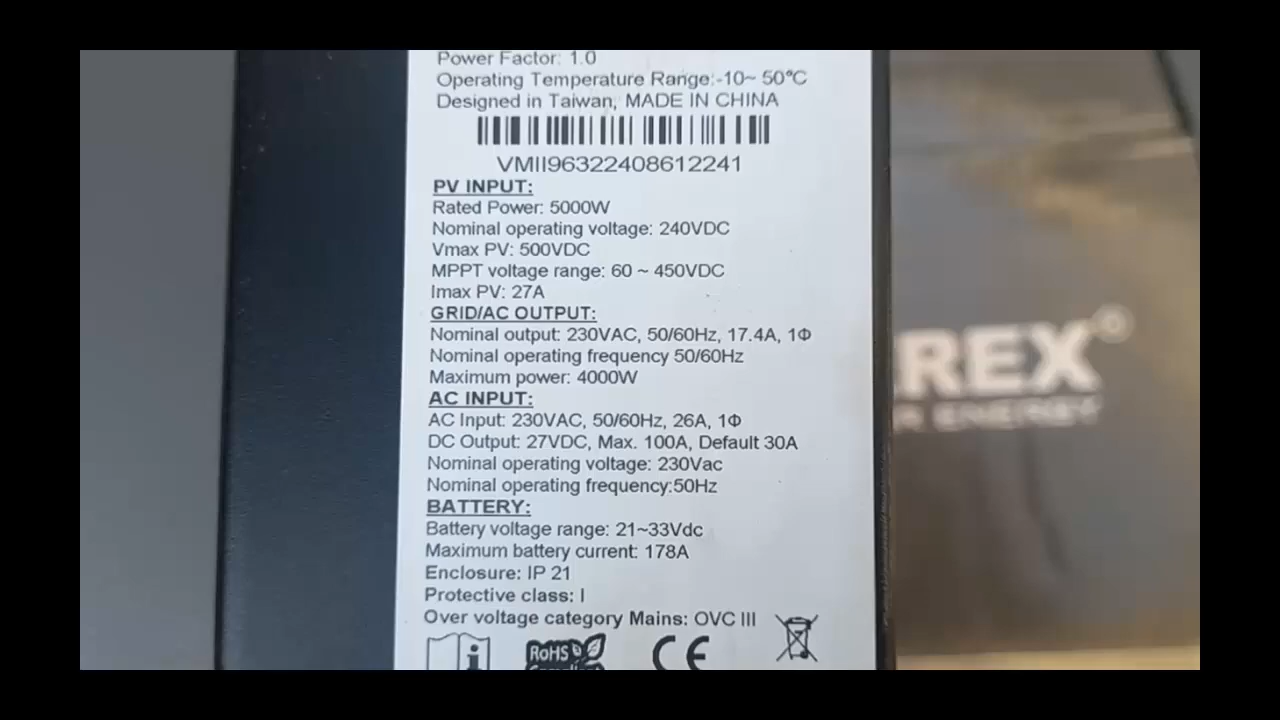 Power Factor: 1.0
Operating Temperature Range:-10~ 50°C
Designed in Taiwan, MADE IN CHINA
VMII96322408612241
PV INPUT:
Rated Power: 5000W
Nominal operating voltage: 240VDC
Vmax PV: 500VDC
MPPT voltage range: 60 ~ 450VDC
Imax PV: 27A
GRID/AC OUTPUT:
Nominal output: 230VAC, 50/60Hz, 17.4A, 1Φ
Nominal operating frequency 50/60Hz
Maximum power: 4000W
AC INPUT:
AC Input: 230VAC, 50/60Hz, 26A, 1Φ
DC Output: 27VDC, Max. 100A, Default 30A
Nominal operating voltage: 230Vac
Nominal operating frequency:50Hz
BATTERY:
Battery voltage range: 21~33Vdc
Maximum battery current: 178A
Enclosure: IP 21
Protective class: I
Over voltage category Mains: OVC III
i
RoHS
CE
REX
R ENERGY